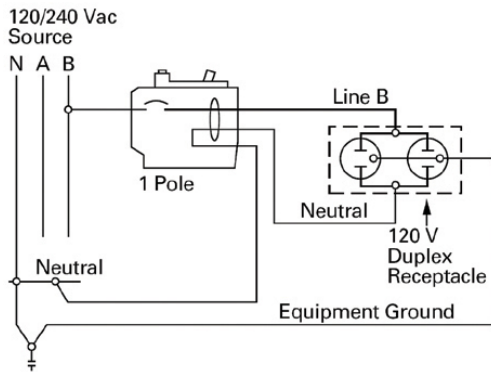 120/240 Vac
Source
N A B
Line B
1 Pole
Neutral
120 V
Duplex
Receptacle
Neutral
Equipment Ground